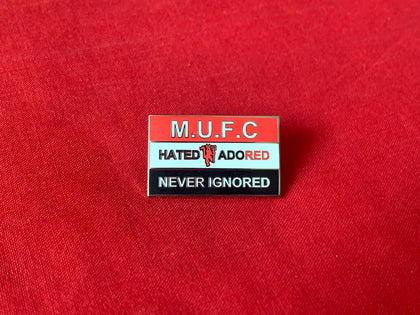 M.U.F.C
HATED ADORED
NEVER IGNORED